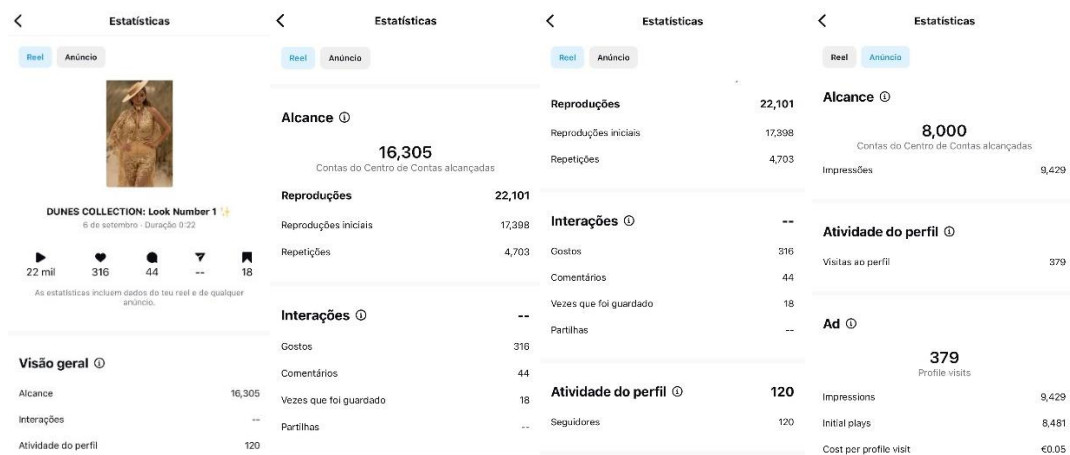 Estatísticas
Reel Anúncio
DUNES COLLECTION: Look Number 1 ✨
6 de setembro · Duração 0:22
22 mil 316 44 -- 18
As estatísticas incluem dados do teu reel e de qualquer
anúncio.
Visão geral
Alcance 16,305
Interações --
Atividade do perfil 120
Estatísticas
Reel Anúncio
Alcance
16,305
Contas do Centro de Contas alcançadas
Reproduções 22,101
Reproduções iniciais 17,398
Repetições 4,703
Interações --
Gostos 316
Comentários 44
Vezes que foi guardado 18
Partilhas --
Estatísticas
Reel Anúncio
Reproduções 22,101
Reproduções iniciais 17,398
Repetições 4,703
Interações --
Gostos 316
Comentários 44
Vezes que foi guardado 18
Partilhas --
Atividade do perfil 120
Seguidores 120
Estatísticas
Reel Anúncio
Alcance
8,000
Contas do Centro de Contas alcançadas
Impressões 9,429
Atividade do perfil
Visitas ao perfil 379
Ad
379
Profile visits
Impressions 9,429
Initial plays 8,481
Cost per profile visit €0.05